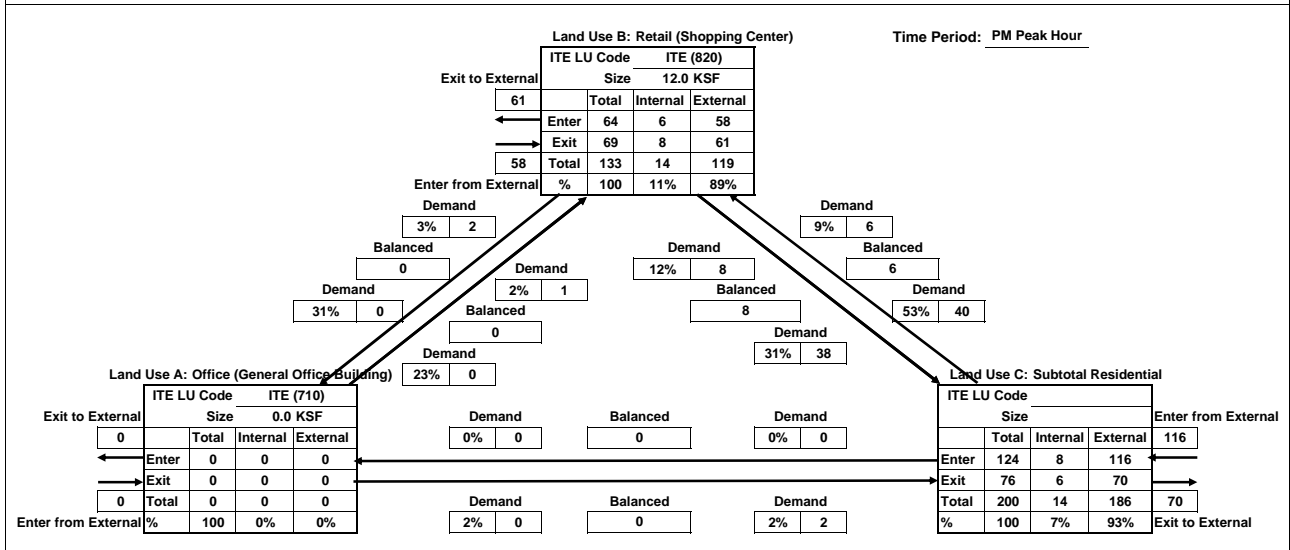 Land Use B: Retail (Shopping Center)
Time Period: PM Peak Hour
ITE LU Code ITE (820)
Exit to External Size 12.0 KSF
61 Total Internal External
Enter 64 6 58
Exit 69 8 61
58 Total 133 14 119
Enter from External % 100 11% 89%
Demand
3% 2
Balanced
0
Demand
31% 0
Demand
2% 1
Balanced
0
Demand
23% 0
Demand
12% 8
Balanced
8
Demand
31% 38
Demand
9% 6
Balanced
6
Demand
53% 40
Land Use A: Office (General Office Building)
ITE LU Code ITE (710)
Exit to External Size 0.0 KSF
0 Total Internal External
Enter 0 0 0
Exit 0 0 0
0 Total 0 0 0
Enter from External % 100 0% 0%
Demand Balanced Demand
0% 0 0 0% 0
Demand Balanced Demand
2% 0 0 2% 2
Land Use C: Subtotal Residential
ITE LU Code
Size Enter from External
Total Internal External 116
Enter 124 8 116
Exit 76 6 70
Total 200 14 186 70
% 100 7% 93% Exit to External